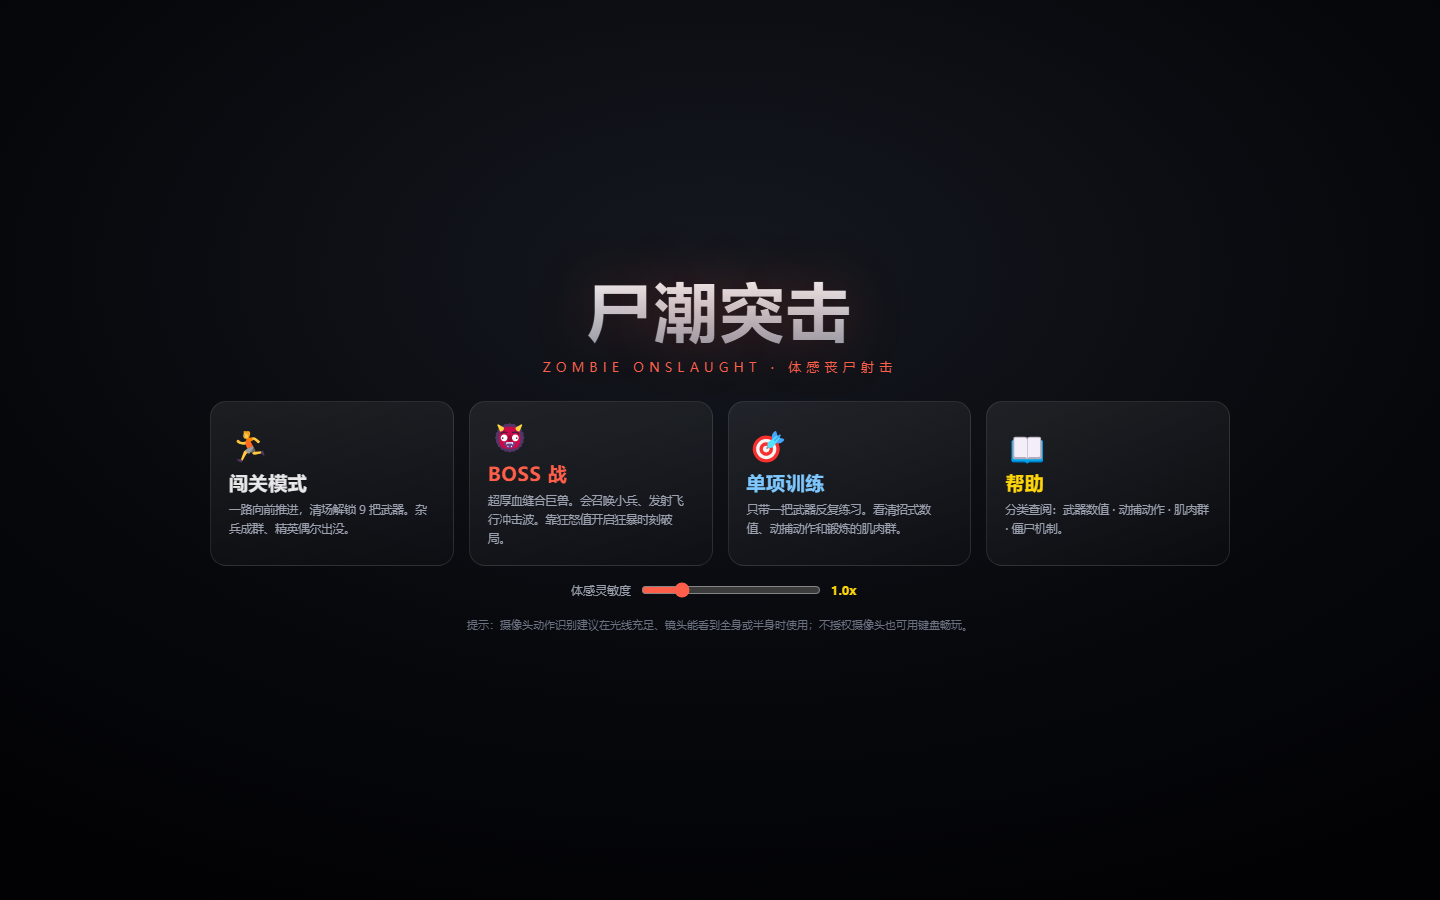 尸潮突击
ZOMBIE ONSLAUGHT · 体感丧尸射击
闯关模式
一路向前推进，清场解锁 9 把武器。杂
兵成群、精英偶尔出没。
BOSS 战
超厚血缝合巨兽。会召唤小兵、发射飞
行冲击波。靠狂怒值开启狂暴时刻破
局。
单项训练
只带一把武器反复练习。看清招式数
值、动捕动作和锻炼的肌肉群。
帮助
分类查阅：武器数值 · 动捕动作 · 肌肉群
· 僵尸机制。
体感灵敏度 1.0x
提示：摄像头动作识别建议在光线充足、镜头能看到全身或半身时使用；不授权摄像头也可用键盘畅玩。